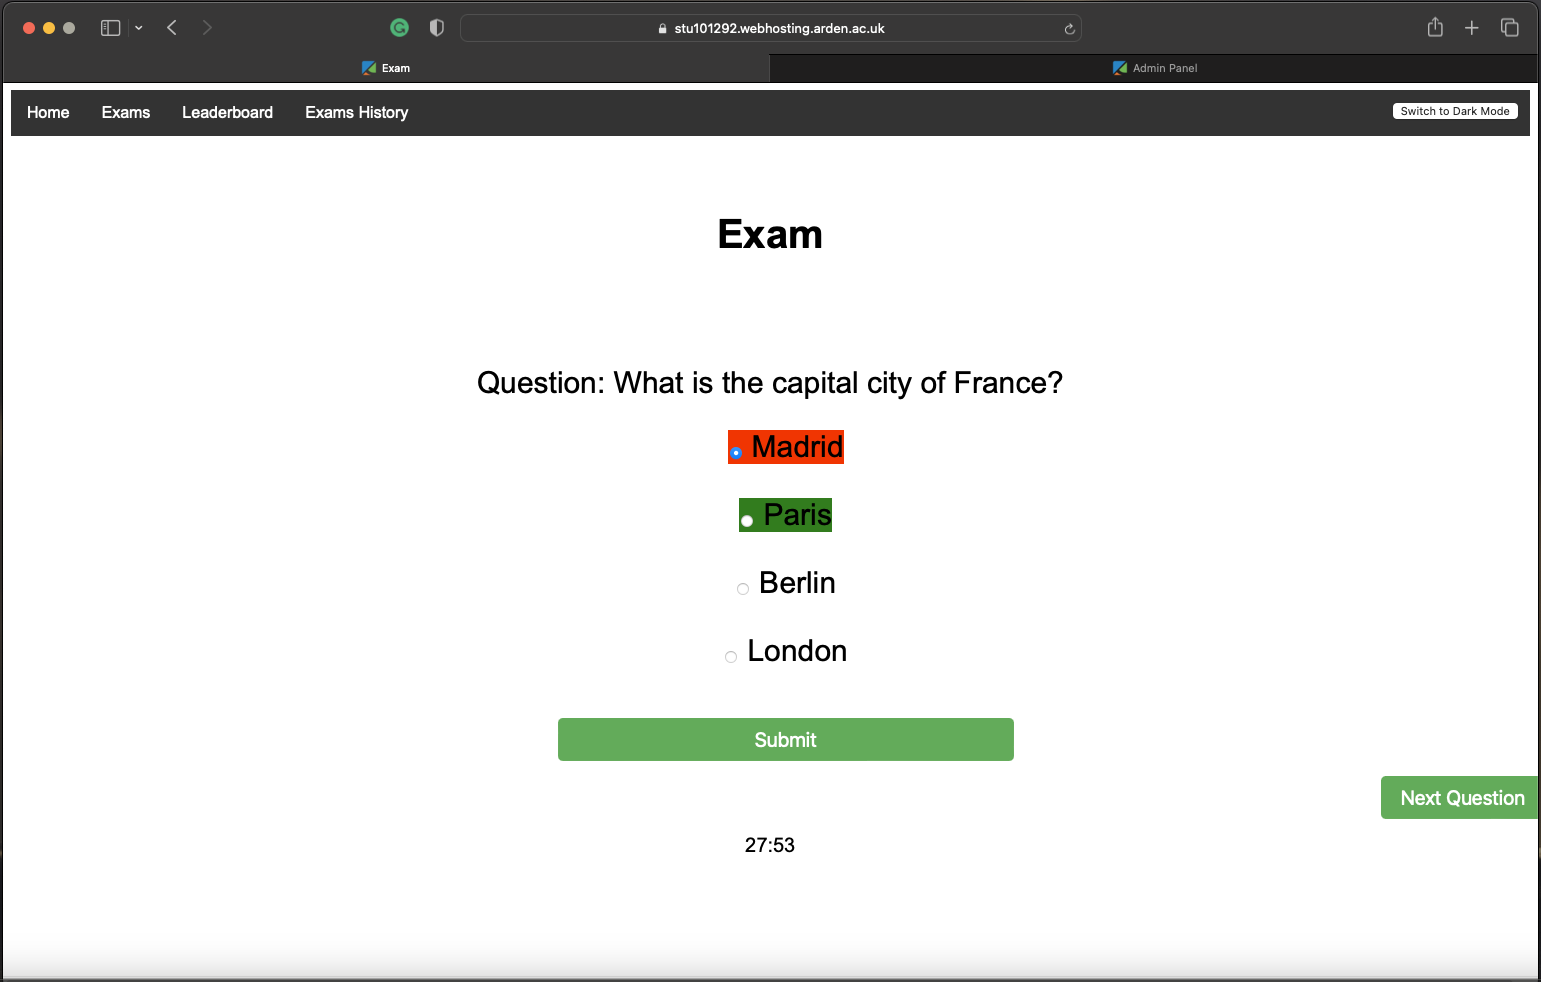 stu101292.webhosting.arden.ac.uk
Exam
Admin Panel
Home Exams Leaderboard Exams History Switch to Dark Mode
Exam
Question: What is the capital city of France?
Madrid
Paris
Berlin
London
Submit
Next Question
27:53